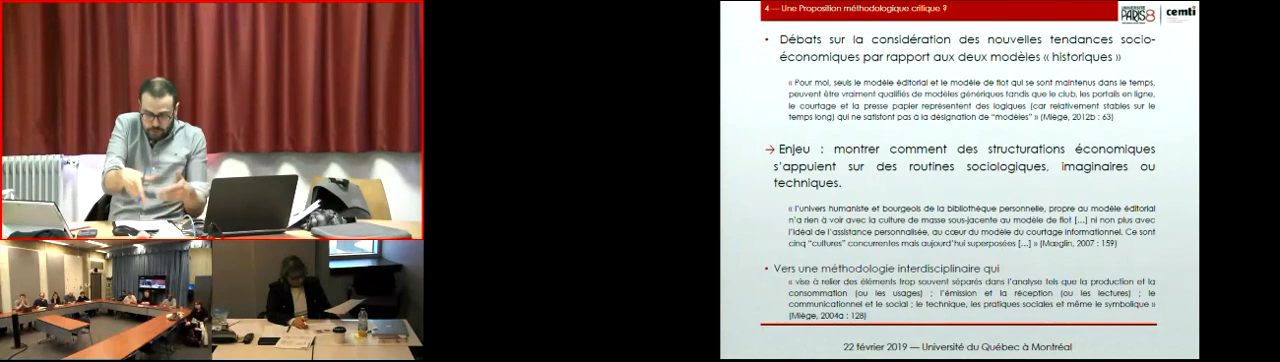 4 — Une Proposition méthodologique critique ?
UNIVERSITÉ
PARIS 8
cemti
• Débats sur la considération des nouvelles tendances socio-
économiques par rapport aux deux modèles « historiques »
« Pour moi, seuls le modèle éditorial et le modèle de flot qui se sont maintenus dans le temps,
peuvent être vraiment qualifiés de modèles génériques tandis que le club, les portails en ligne,
le courtage et la presse papier représentent des logiques (car relativement stables sur le
temps long) qui ne satisfont pas à la désignation de "modèles" » (Miège, 2012b : 63)
→ Enjeu : montrer comment des structurations économiques
s'appuient sur des routines sociologiques, imaginaires ou
techniques.
« l'univers humaniste et bourgeois de la bibliothèque personnelle, propre au modèle éditorial
n'a rien à voir avec la culture de masse sous-jacente au modèle de flot [...] ni non plus avec
l'idéal de l'assistance personnalisée, au cœur du modèle du courtage informationnel. Ce sont
cinq "cultures" concurrentes mais aujourd'hui superposées [...] » (Mœglin, 2007 : 159)
• Vers une méthodologie interdisciplinaire qui
« vise à relier des éléments trop souvent séparés dans l'analyse tels que la production et la
consommation (ou les usages) ; l'émission et la réception (ou les lectures) ; le
communicationnel et le social ; le technique, les pratiques sociales et même le symbolique »
(Miège, 2004a : 128)
22 février 2019 — Université du Québec à Montréal